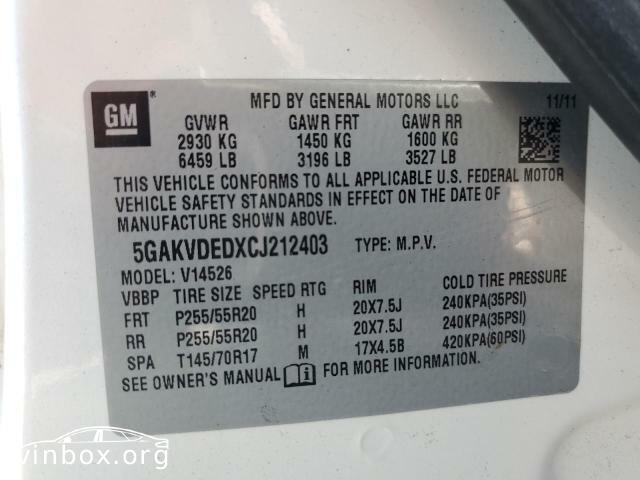 GM ® MFD BY GENERAL MOTORS LLC 11/11
GVWR GAWR FRT GAWR RR
2930 KG 1450 KG 1600 KG
6459 LB 3196 LB 3527 LB
THIS VEHICLE CONFORMS TO ALL APPLICABLE U.S. FEDERAL MOTOR
VEHICLE SAFETY STANDARDS IN EFFECT ON THE DATE OF
MANUFACTURE SHOWN ABOVE.
5GAKVDEDXCJ212403 TYPE: M.P.V.
MODEL: V14526
VBBP TIRE SIZE SPEED RTG RIM COLD TIRE PRESSURE
FRT P255/55R20 H 20X7.5J 240KPA(35PSI)
RR P255/55R20 H 20X7.5J 240KPA(35PSI)
SPA T145/70R17 M 17X4.5B 420KPA(60PSI)
SEE OWNER'S MANUAL i FOR MORE INFORMATION.
vinbox.org